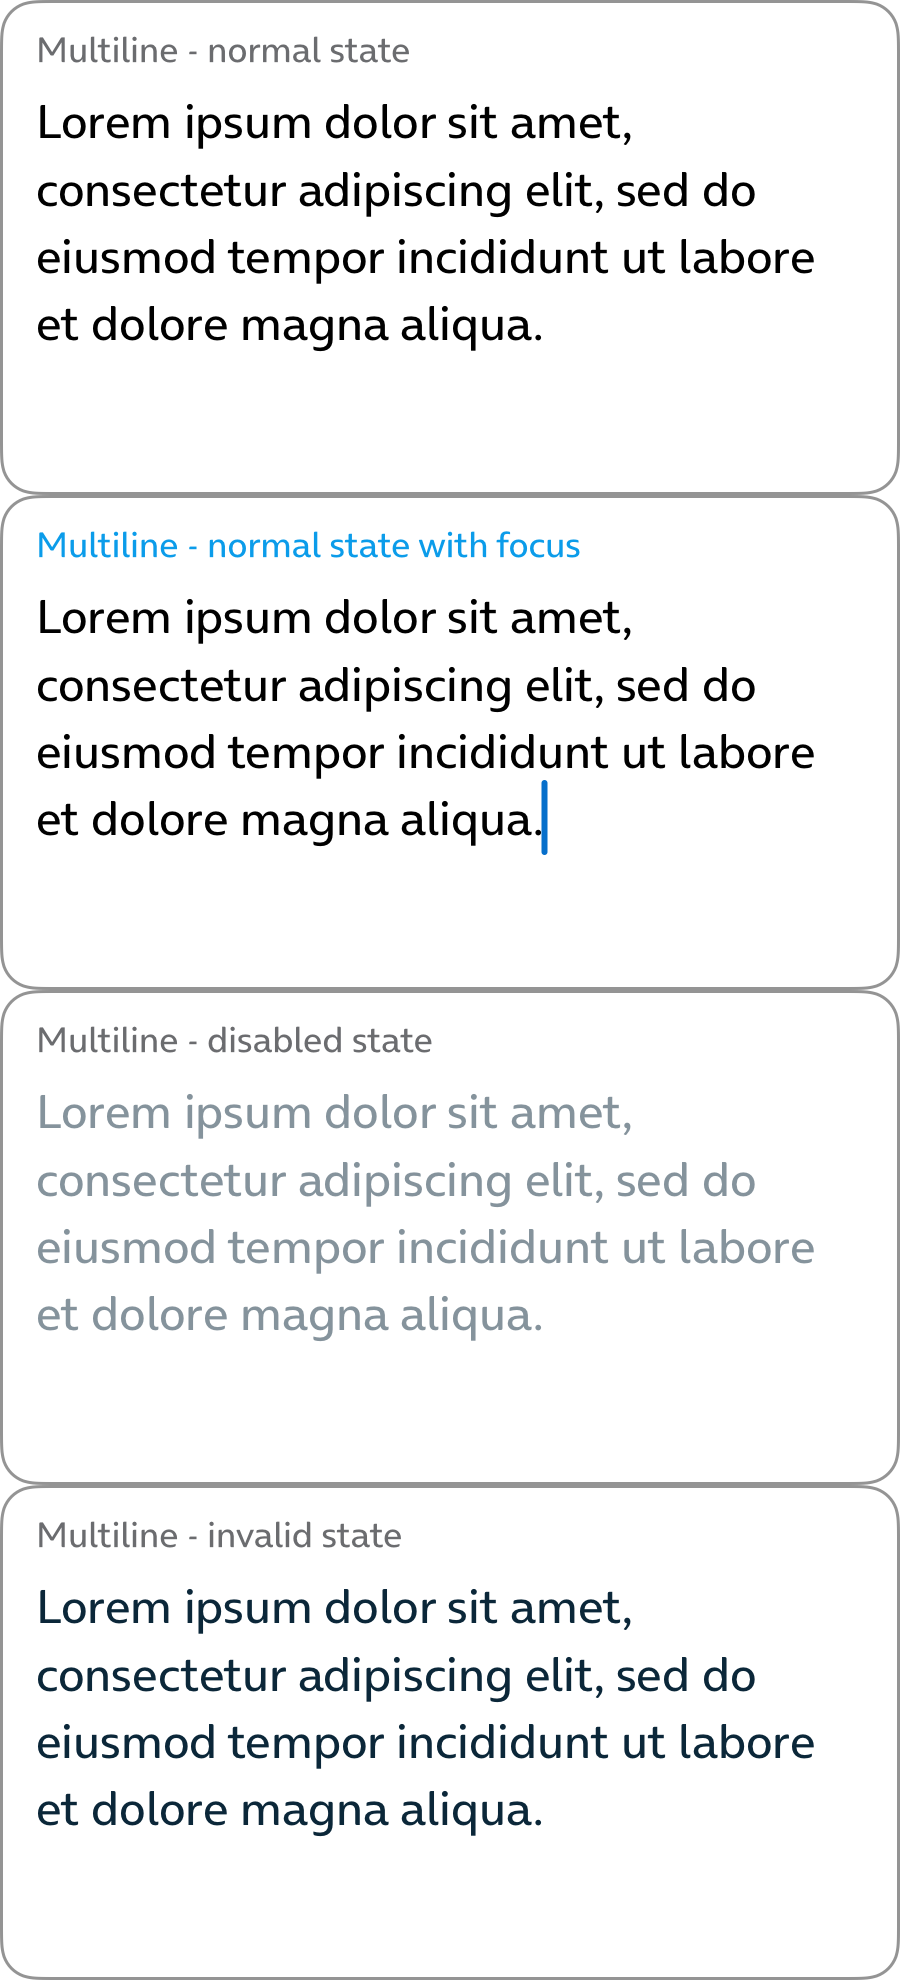 Multiline - normal state
Lorem ipsum dolor sit amet,
consectetur adipiscing elit, sed do
eiusmod tempor incididunt ut labore
et dolore magna aliqua.
Multiline - normal state with focus
Lorem ipsum dolor sit amet,
consectetur adipiscing elit, sed do
eiusmod tempor incididunt ut labore
et dolore magna aliqua.
Multiline - disabled state
Lorem ipsum dolor sit amet,
consectetur adipiscing elit, sed do
eiusmod tempor incididunt ut labore
et dolore magna aliqua.
Multiline - invalid state
Lorem ipsum dolor sit amet,
consectetur adipiscing elit, sed do
eiusmod tempor incididunt ut labore
et dolore magna aliqua.